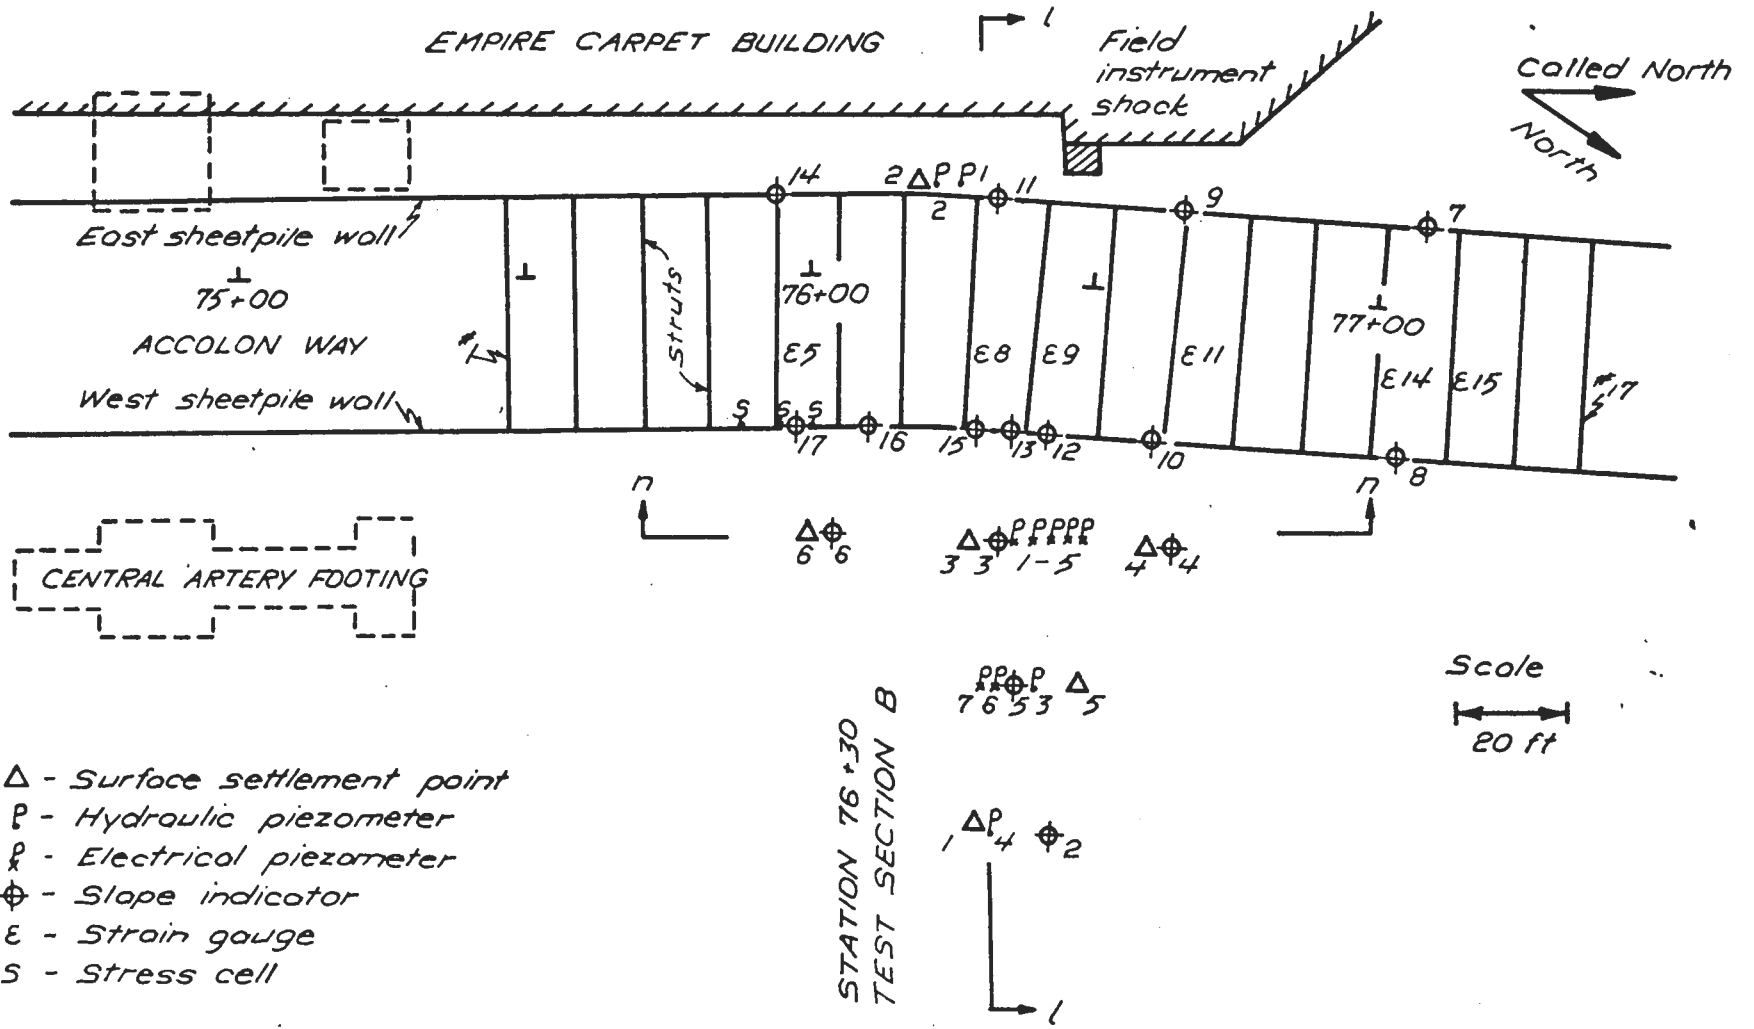 EMPIRE CARPET BUILDING
l
Field
instrument
shack
Called North
North
14
2
P
P1
2
11
9
7
East sheetpile wall
75+00
76+00
77+00
ACCOLON WAY
#1
struts
ε5
ε8
ε9
ε11
ε14
ε15
#17
West sheetpile wall
S
S
S
17
16
15
13
12
10
8
n
n
6
6
3
3
P P P P P
1-5
4
4
CENTRAL ARTERY FOOTING
P P P
7 6 5 3
5
Scale
20 ft
STATION 76+30
TEST SECTION B
1
P
4
2
l
Δ - Surface settlement point
P - Hydraulic piezometer
P - Electrical piezometer
- Slope indicator
ε - Strain gauge
S - Stress cell